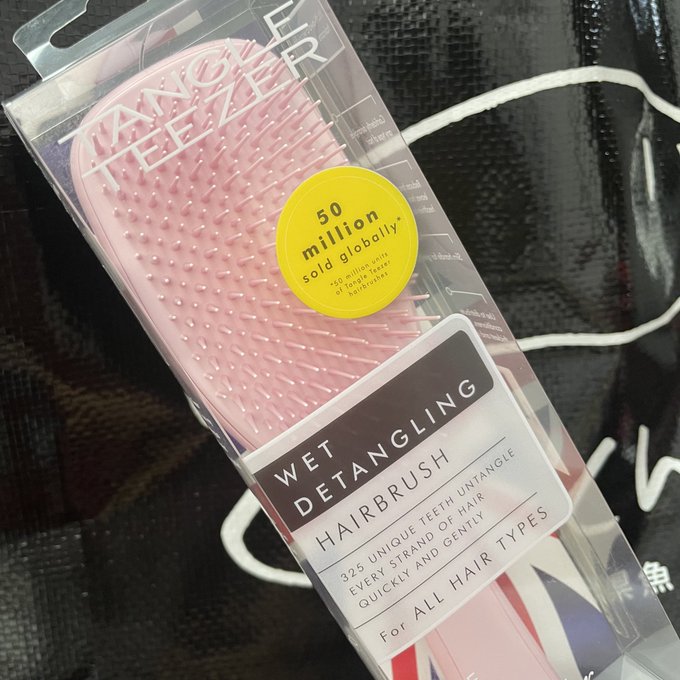 TANGLE
TEEZER
50
million
sold globally*
*50 million units
of Tangle Teezer
hairbrushes
WET
DETANGLING
HAIRBRUSH
325 UNIQUE TEETH UNTANGLE
EVERY STRAND OF HAIR
QUICKLY AND GENTLY
For ALL HAIR TYPES
魚